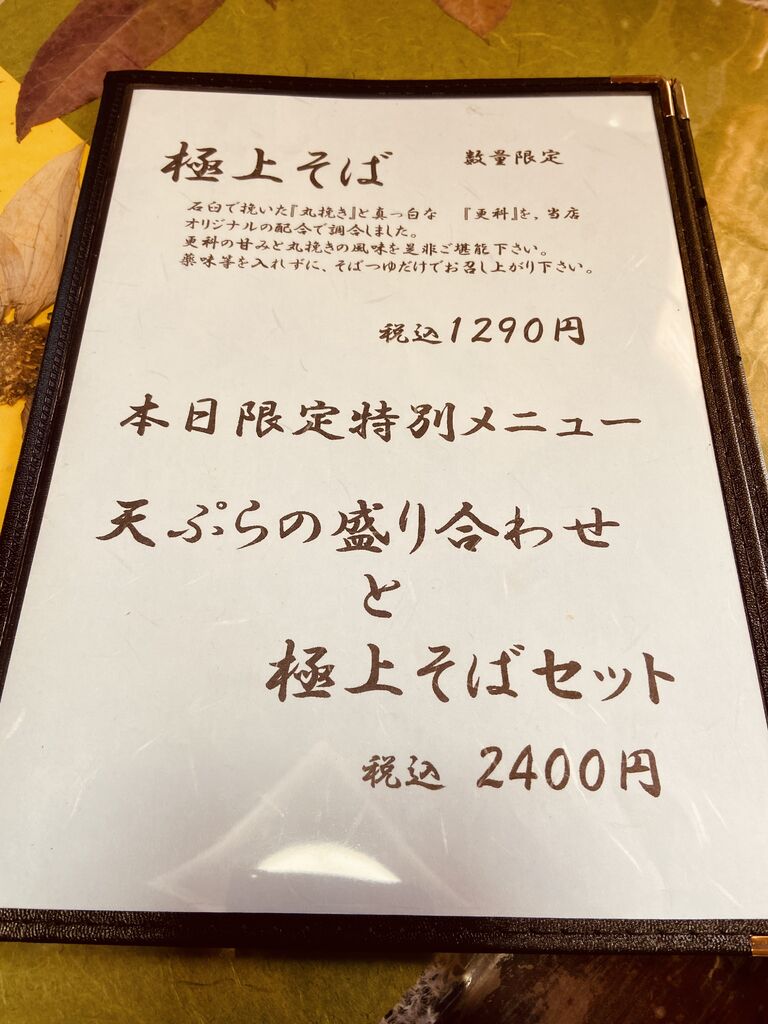 極上そば　数量限定
石臼で挽いた『丸挽き』と真っ白な　『更科』を、当店
オリジナルの配合で調合しました。
更科の甘みと丸挽きの風味を是非ご堪能下さい。
薬味等を入れずに、そばつゆだけでお召し上がり下さい。
税込1290円
本日限定特別メニュー
天ぷらの盛り合わせ
と
極上そばセット
税込 2400円